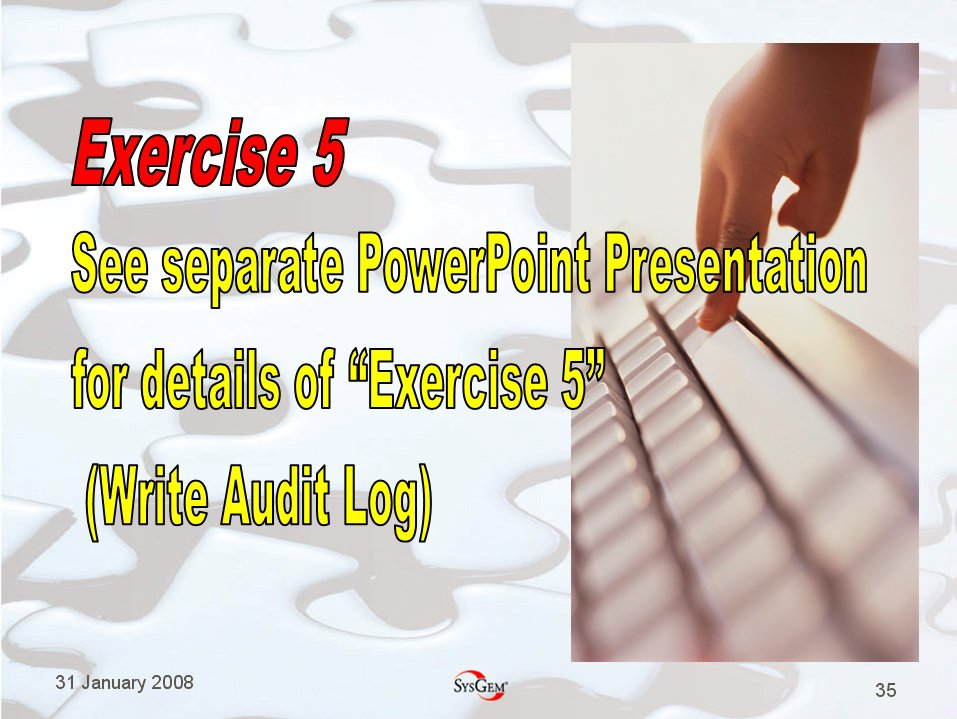 Exercise 5
See separate PowerPoint Presentation
for details of “Exercise 5”
(Write Audit Log)
31 January 2008
SYSGEM®
35